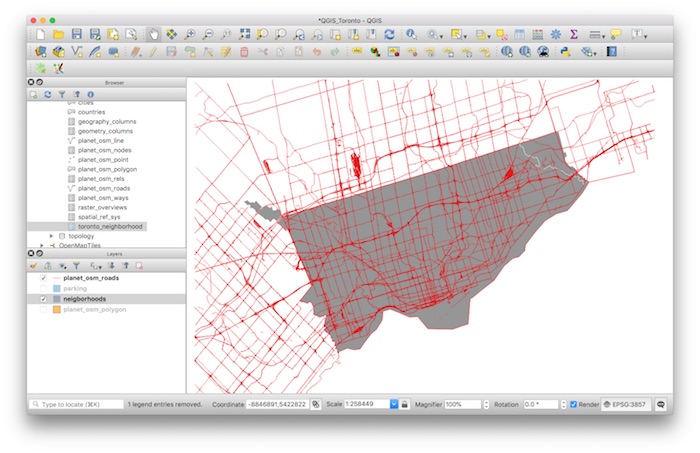 *QGIS_Toronto - QGIS
Browser
cities
countries
geography_columns
geometry_columns
planet_osm_line
planet_osm_nodes
planet_osm_point
planet_osm_polygon
planet_osm_rels
planet_osm_roads
planet_osm_ways
raster_overviews
spatial_ref_sys
toronto_neighborhood
topology
OpenMapTiles
Layers
planet_osm_roads
parking
neigborhoods
planet_osm_polygon
Type to locate (⌘K) 1 legend entries removed. Coordinate -8846891,5422822 Scale 1:258449 Magnifier 100% Rotation 0.0 ° Render EPSG:3857